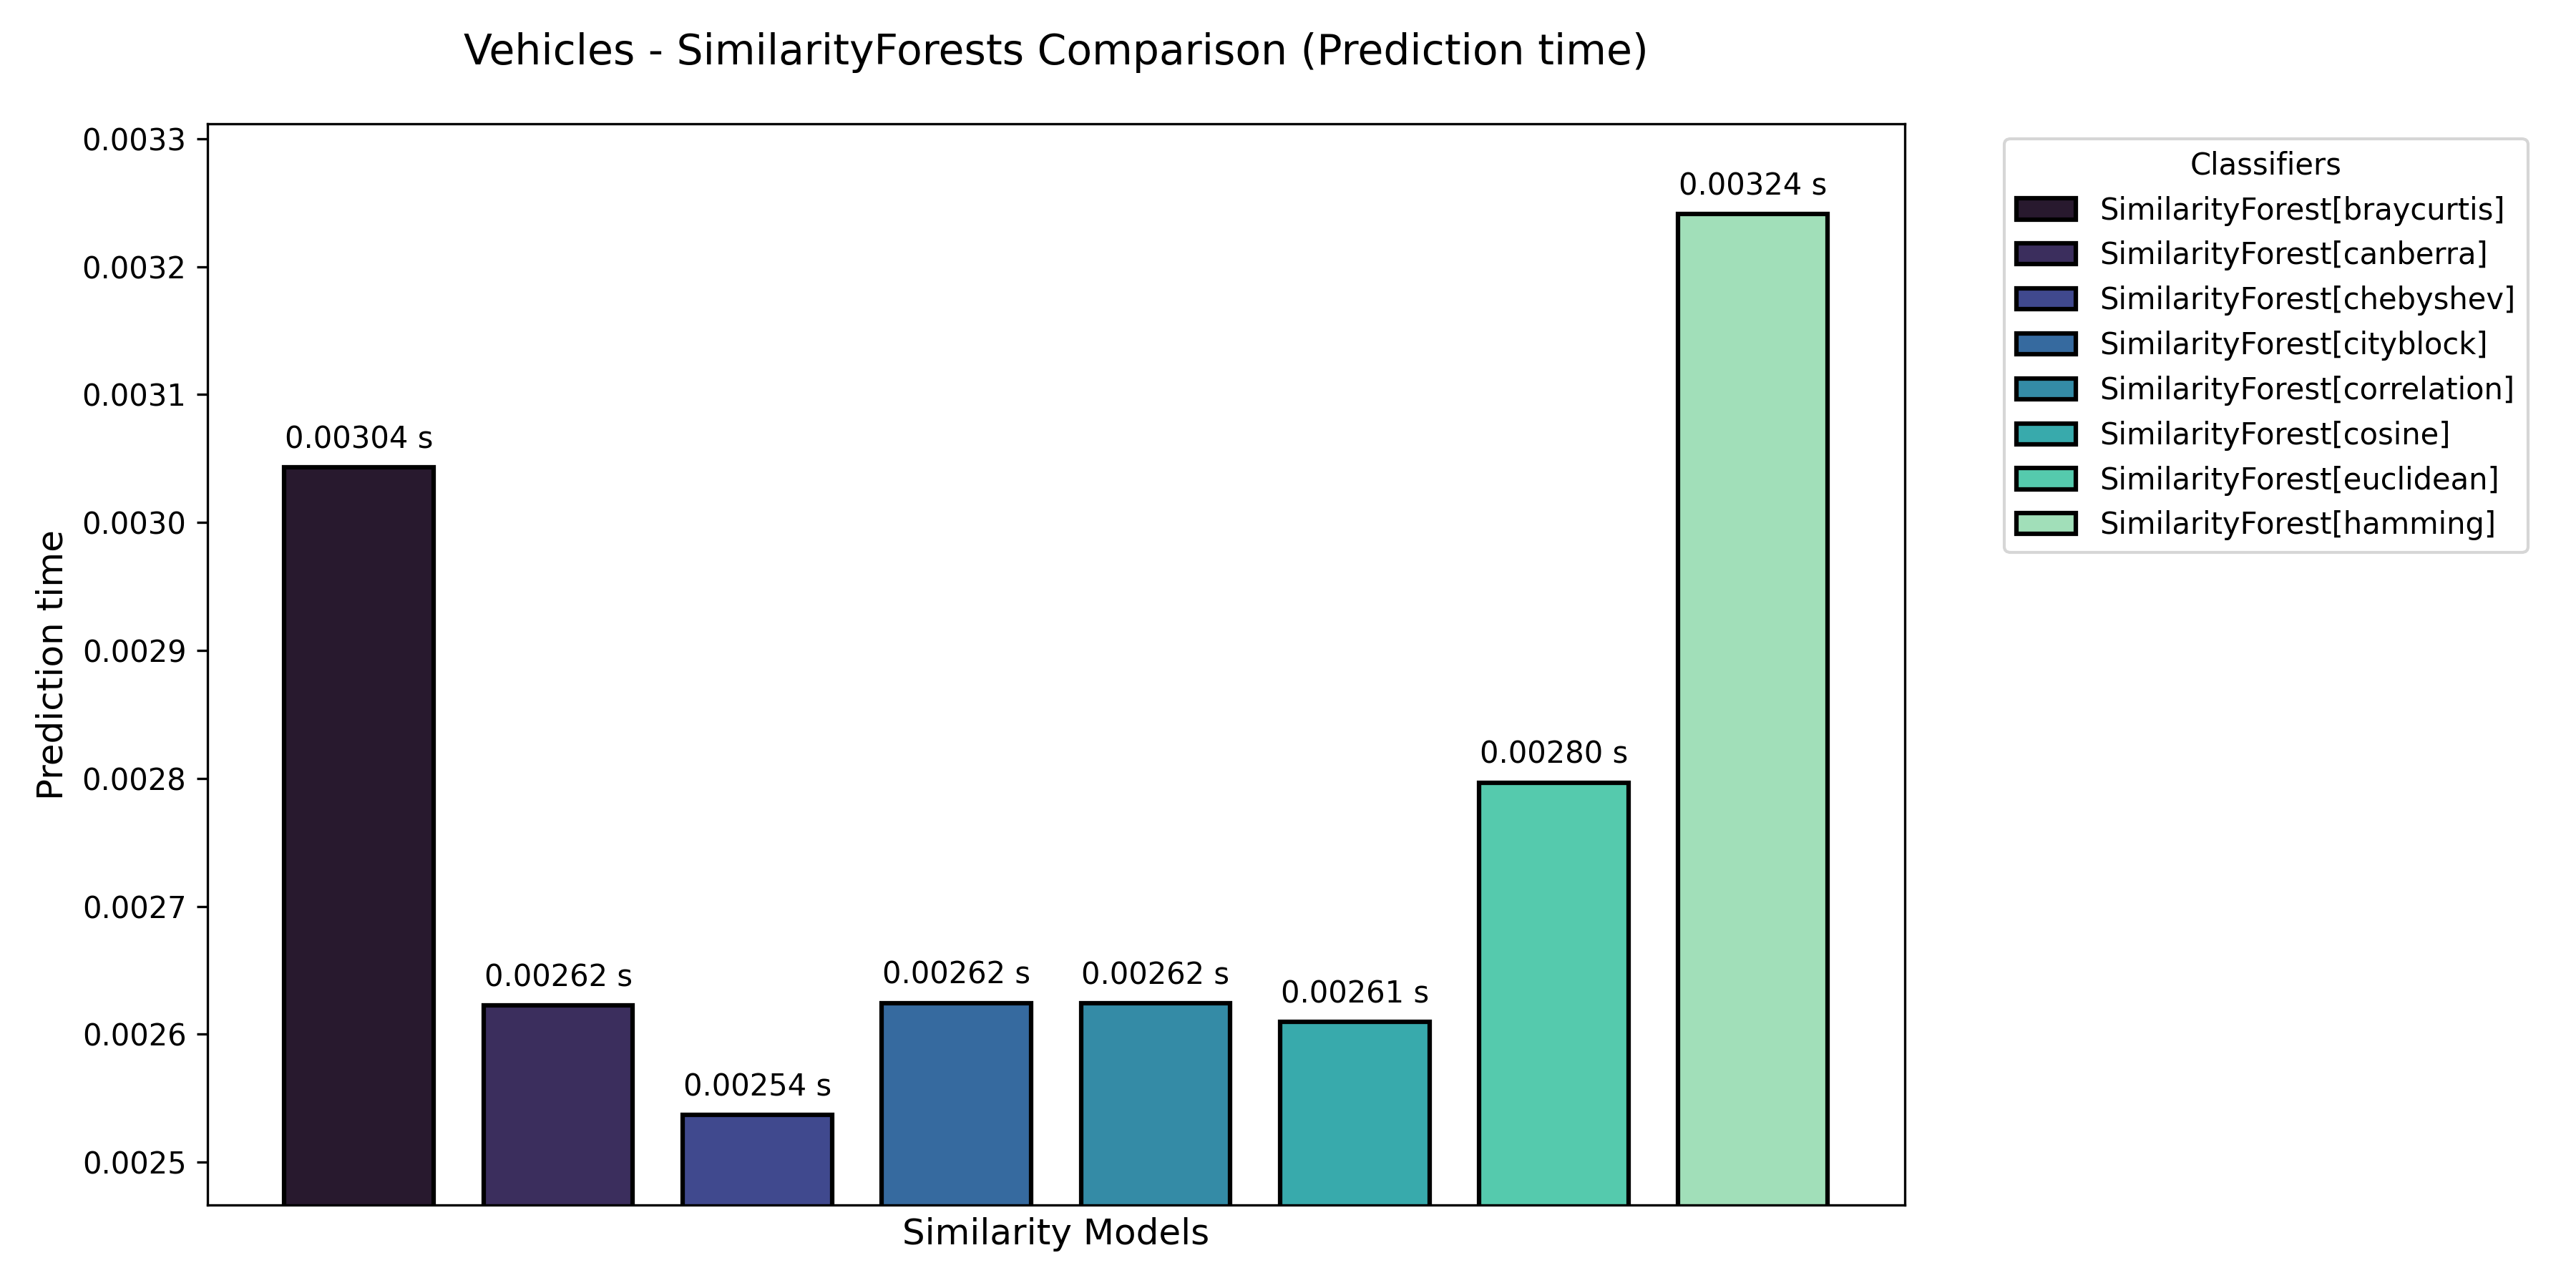 Vehicles - SimilarityForests Comparison (Prediction time)
Prediction time
0.0033
0.0032
0.0031
0.0030
0.0029
0.0028
0.0027
0.0026
0.0025
0.00304 s
0.00262 s
0.00254 s
0.00262 s
0.00262 s
0.00261 s
0.00280 s
0.00324 s
Similarity Models
Classifiers
SimilarityForest[braycurtis]
SimilarityForest[canberra]
SimilarityForest[chebyshev]
SimilarityForest[cityblock]
SimilarityForest[correlation]
SimilarityForest[cosine]
SimilarityForest[euclidean]
SimilarityForest[hamming]